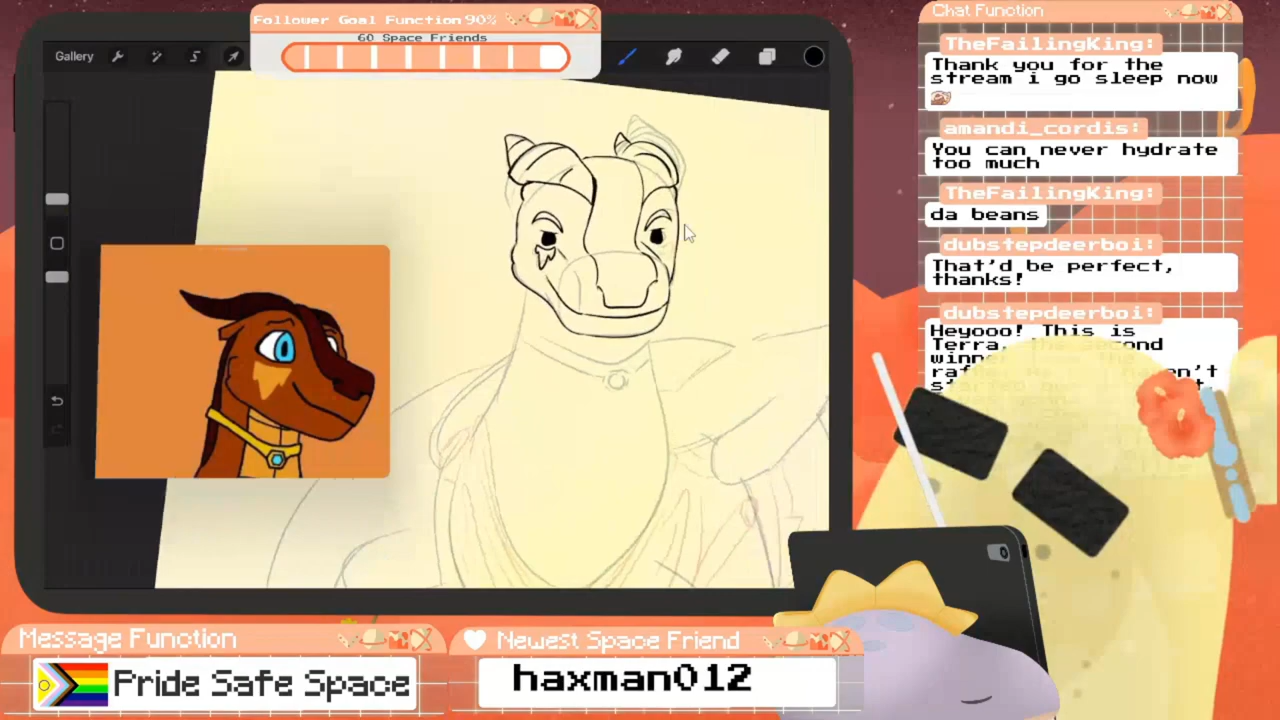 Follower Goal Function 90%
60 Space Friends
Gallery
Chat Function
TheFailingKing:
Thank you for the
stream i go sleep now
amandi_cordis:
You can never hydrate
too much
TheFailingKing:
da beans
dubstepdeerboi:
That'd be perfect,
thanks!
dubstepdeerboi:
Heyooo! This is
Terra, the second
Message Function
Pride Safe Space
Newest Space Friend
haxman012